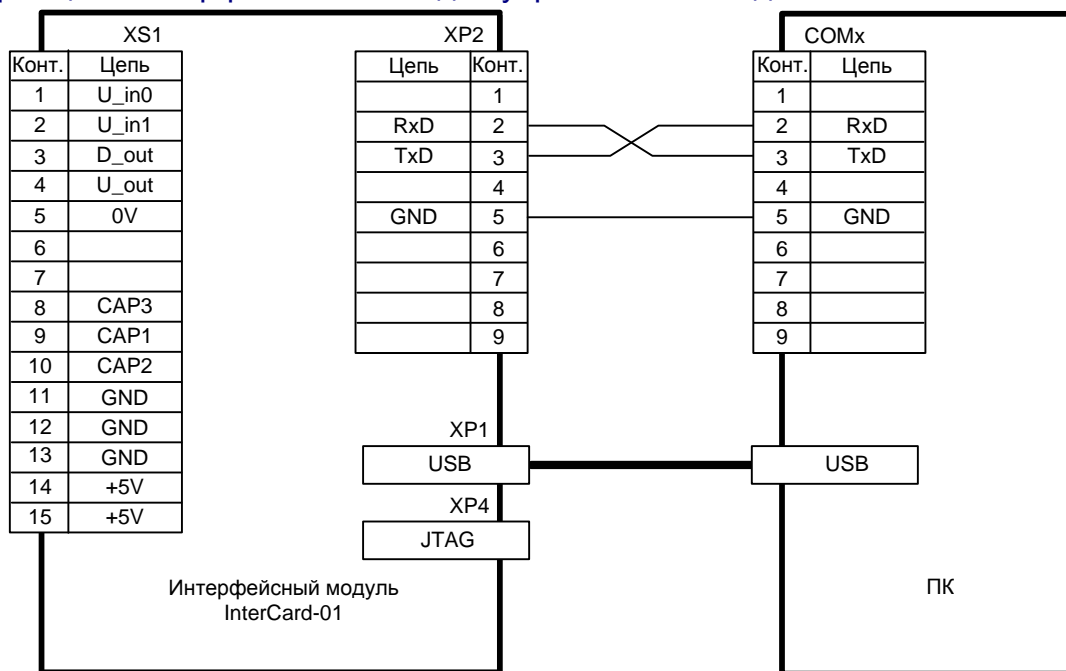 XS1
Конт. Цепь
1 U_in0
2 U_in1
3 D_out
4 U_out
5 0V
6
7
8 CAP3
9 CAP1
10 CAP2
11 GND
12 GND
13 GND
14 +5V
15 +5V
XP2
Цепь Конт.
1
RxD 2
TxD 3
4
GND 5
6
7
8
9
XP1
USB
XP4
JTAG
Интерфейсный модуль
InterCard-01
COMx
Конт. Цепь
1
2 RxD
3 TxD
4
5 GND
6
7
8
9
USB
ПК